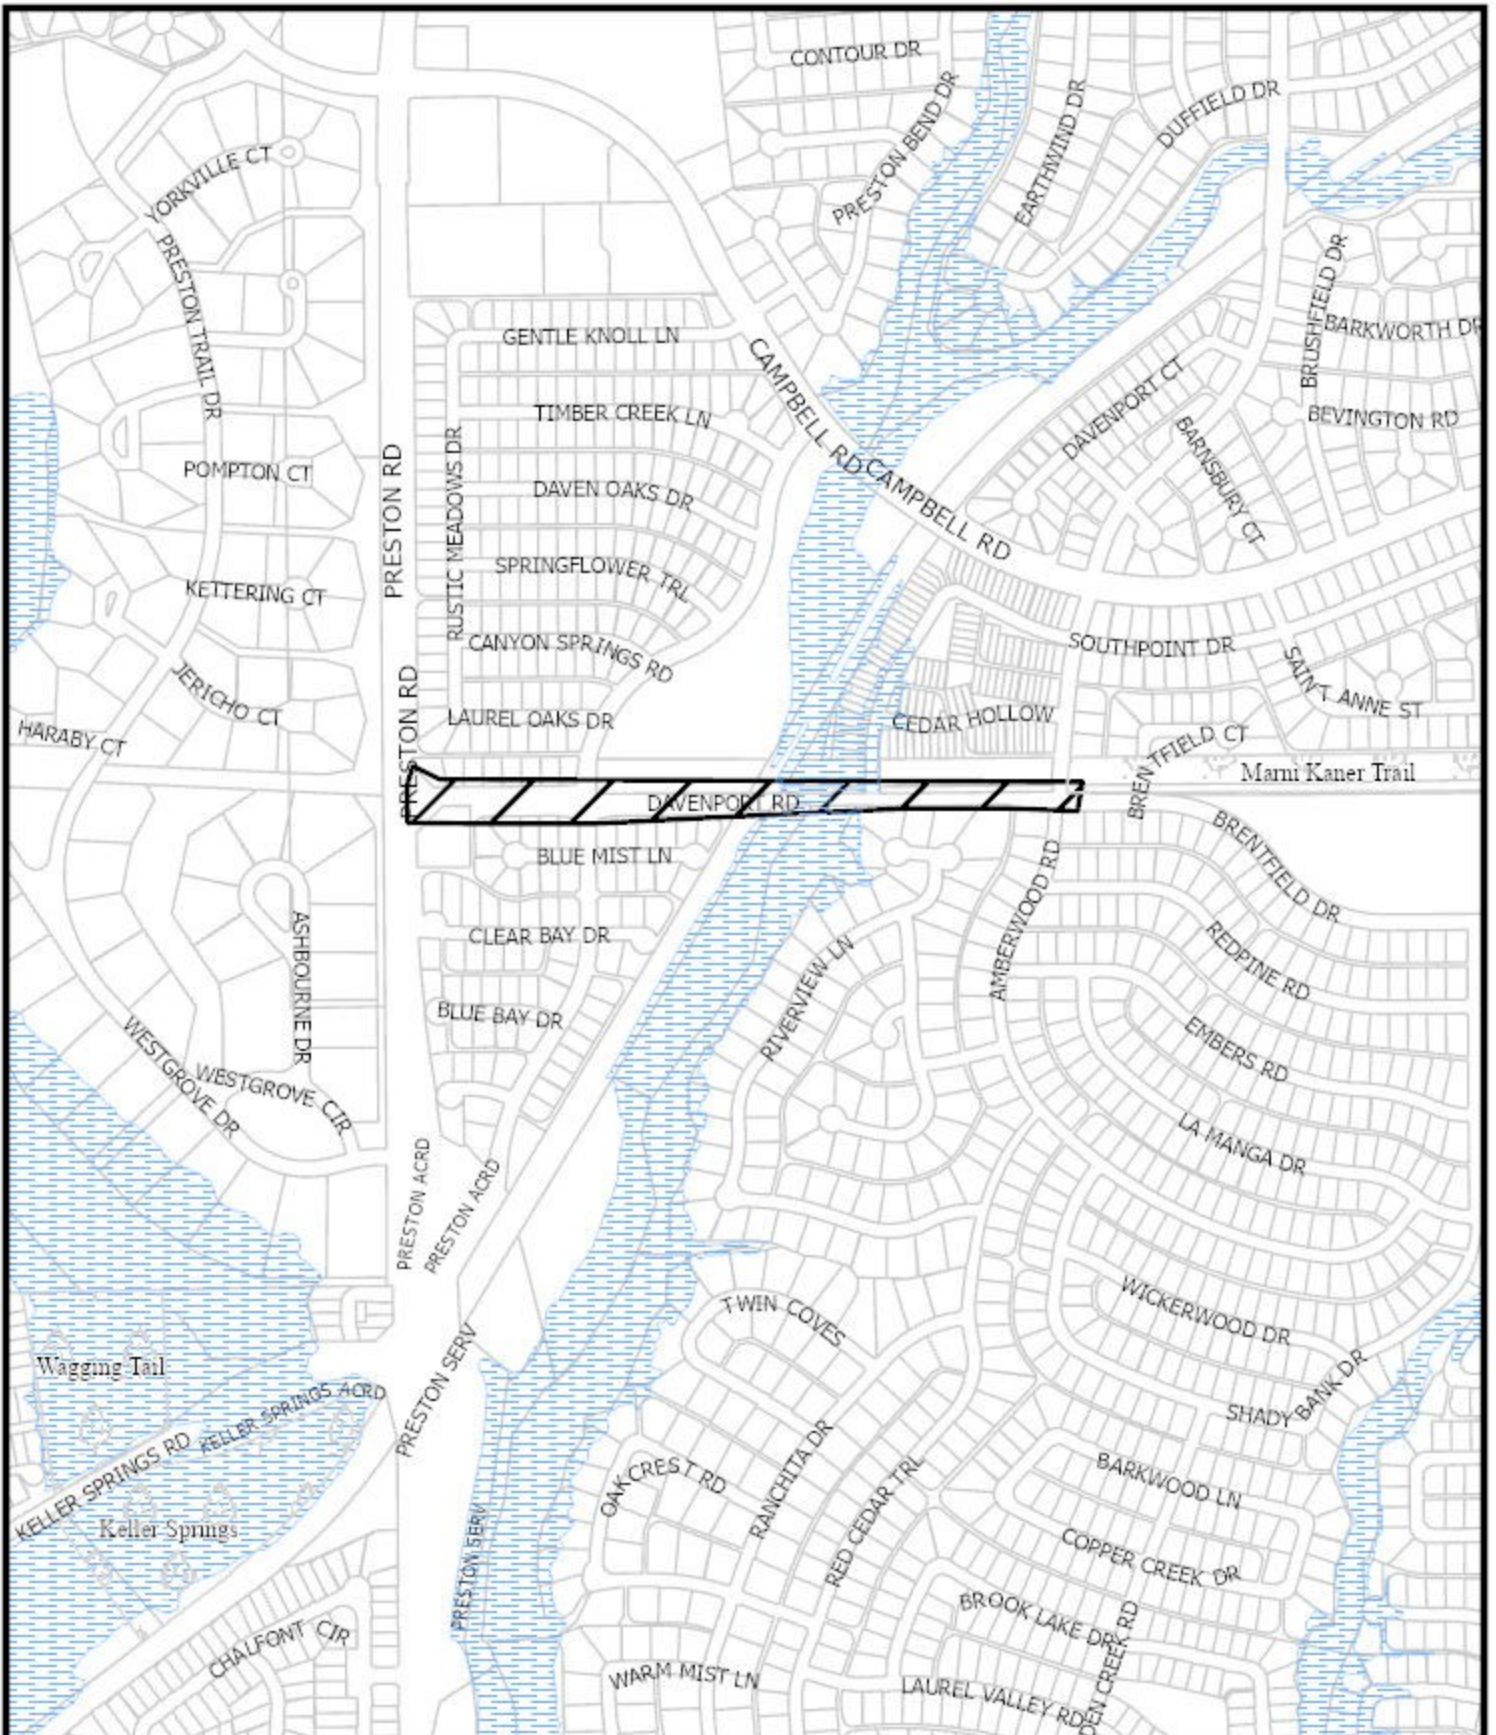 CONTOUR DR
PRESTON BEND DR
EARTHWIND DR
DUFFIELD DR
YORKVILLE CT
PRESTON TRAIL DR
BRUSHFIELD DR
BARKWORTH DR
GENTLE KNOLL LN
CAMPBELL RD
TIMBER CREEK LN
DAVENPORT CT
BEVINGTON RD
BARNSBURY CT
POMPTON CT
PRESTON RD
RUSTIC MEADOWS DR
DAVEN OAKS DR
CAMPBELL RD
KETTERING CT
SPRINGFLOWER TRL
CANYON SPRINGS RD
SOUTHPOINT DR
SAINT ANNE ST
JERICHO CT
HARABY CT
PRESTON RD
LAUREL OAKS DR
CEDAR HOLLOW
BRENTFIELD CT
Marni Kaner Trail
DAVENPORT RD
BLUE MIST LN
BRENTFIELD DR
AMBERWOOD RD
ASHBOURNE DR
CLEAR BAY DR
RIVERVIEW LN
REDPINE RD
BLUE BAY DR
EMBERS RD
WESTGROVE DR
WESTGROVE CIR
LA MANGA DR
PRESTON ACRD
PRESTON ACRD
TWIN COVES
WICKERWOOD DR
Wagging Tail
PRESTON SERV
SHADY BANK DR
KELLER SPRINGS ACRD
KELLER SPRINGS RD
Keller Springs
OAK CREST RD
RANCHITA DR
RED CEDAR TRL
BARKWOOD LN
COPPER CREEK DR
PRESTON SERV
BROOK LAKE DR
CHALFONT CIR
WARM MIST LN
LAUREL VALLEY RD
DEN CREEK RD